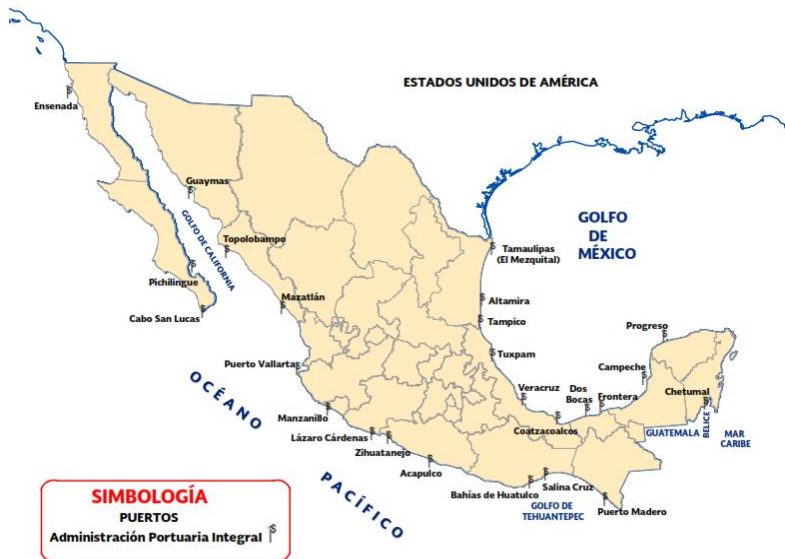 ESTADOS UNIDOS DE AMÉRICA
Ensenada
Guaymas
GOLFO DE CALIFORNIA
Topolobampo
Pichilingue
Cabo San Lucas
Mazatlán
GOLFO
DE
MÉXICO
Tamaulipas
(El Mezquital)
Altamira
Tampico
Tuxpam
Progreso
Campeche
Chetumal
Veracruz
Dos
Bocas
Frontera
Coatzacoalcos
GUATEMALA
BELICE
MAR
CARIBE
Puerto Vallartas
OCÉANO
PACÍFICO
Manzanillo
Lázaro Cárdenas
Zihuatanejo
Acapulco
Bahías de Huatulco
Salina Cruz
GOLFO DE
TEHUANTEPEC
Puerto Madero
SIMBOLOGÍA
PUERTOS
Administración Portuaria Integral